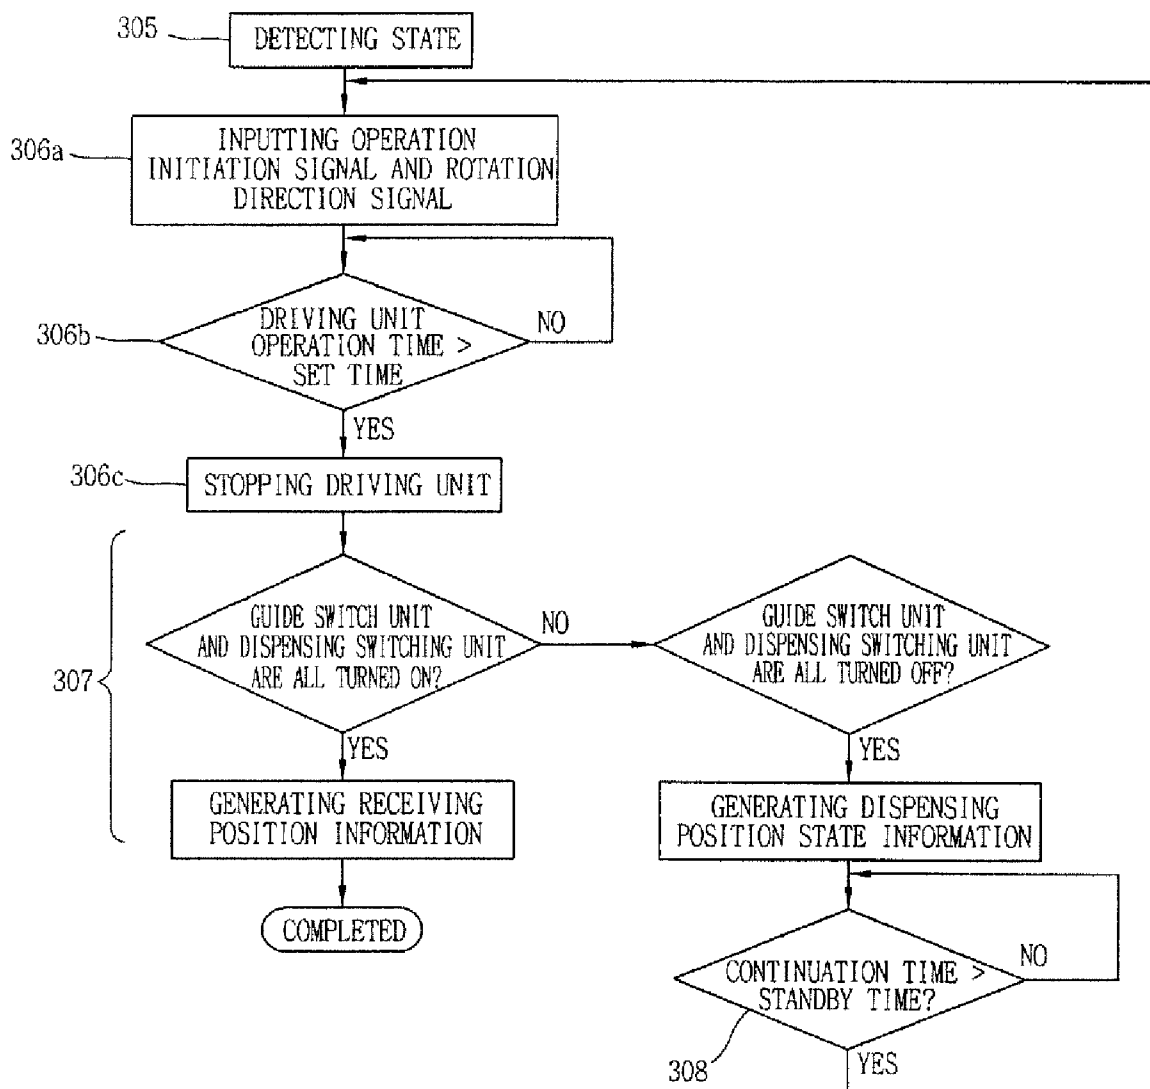 305
DETECTING STATE
306a
INPUTTING OPERATION
INITIATION SIGNAL AND ROTATION
DIRECTION SIGNAL
306b
DRIVING UNIT
OPERATION TIME >
SET TIME
NO
YES
306c
STOPPING DRIVING UNIT
307
GUIDE SWITCH UNIT
AND DISPENSING SWITCHING UNIT
ARE ALL TURNED ON?
NO
GUIDE SWITCH UNIT
AND DISPENSING SWITCHING UNIT
ARE ALL TURNED OFF?
YES
YES
GENERATING RECEIVING
POSITION INFORMATION
GENERATING DISPENSING
POSITION STATE INFORMATION
COMPLETED
CONTINUATION TIME >
STANDBY TIME?
NO
308
YES